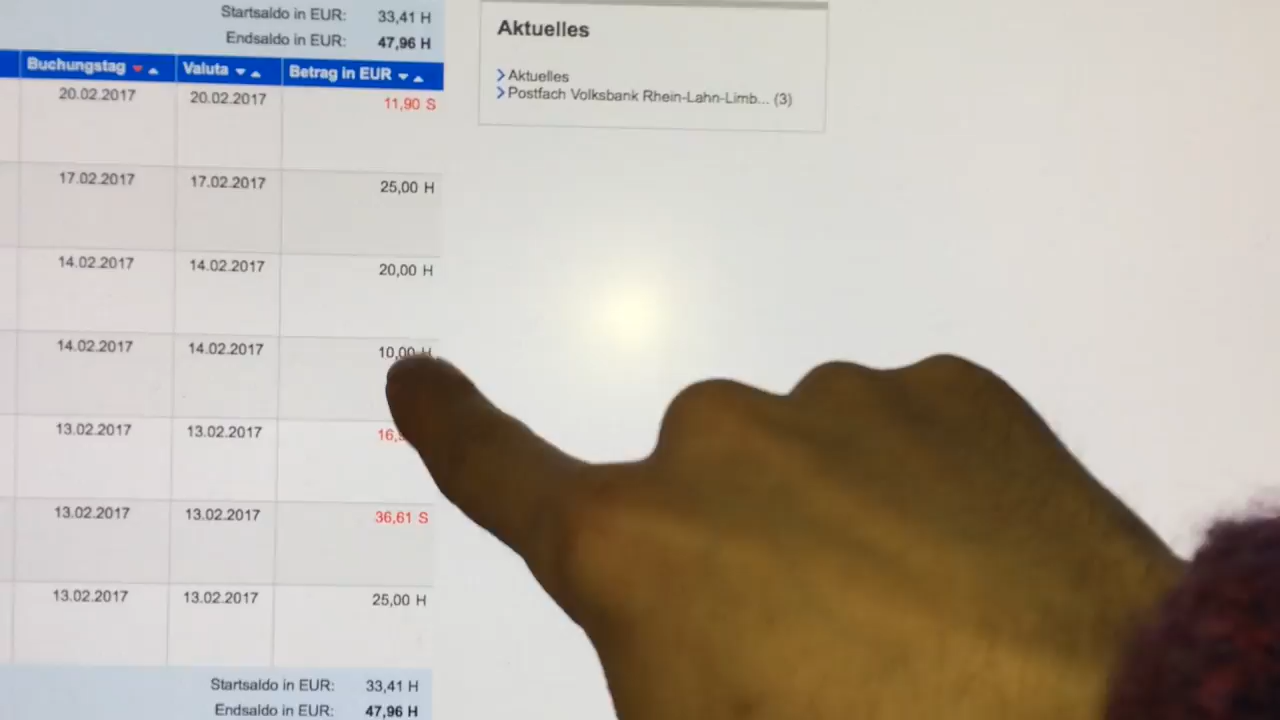 Startsaldo in EUR: 33,41 H
Endsaldo in EUR: 47,96 H
Aktuelles
Aktuelles
Postfach Volksbank Rhein-Lahn-Limb... (3)
Buchungstag Valuta Betrag in EUR
20.02.2017 20.02.2017 11,90 S
17.02.2017 17.02.2017 25,00 H
14.02.2017 14.02.2017 20,00 H
14.02.2017 14.02.2017 10,00 H
13.02.2017 13.02.2017
13.02.2017 13.02.2017 36,61 S
13.02.2017 13.02.2017 25,00 H
Startsaldo in EUR: 33,41 H
Endsaldo in EUR: 47,96 H